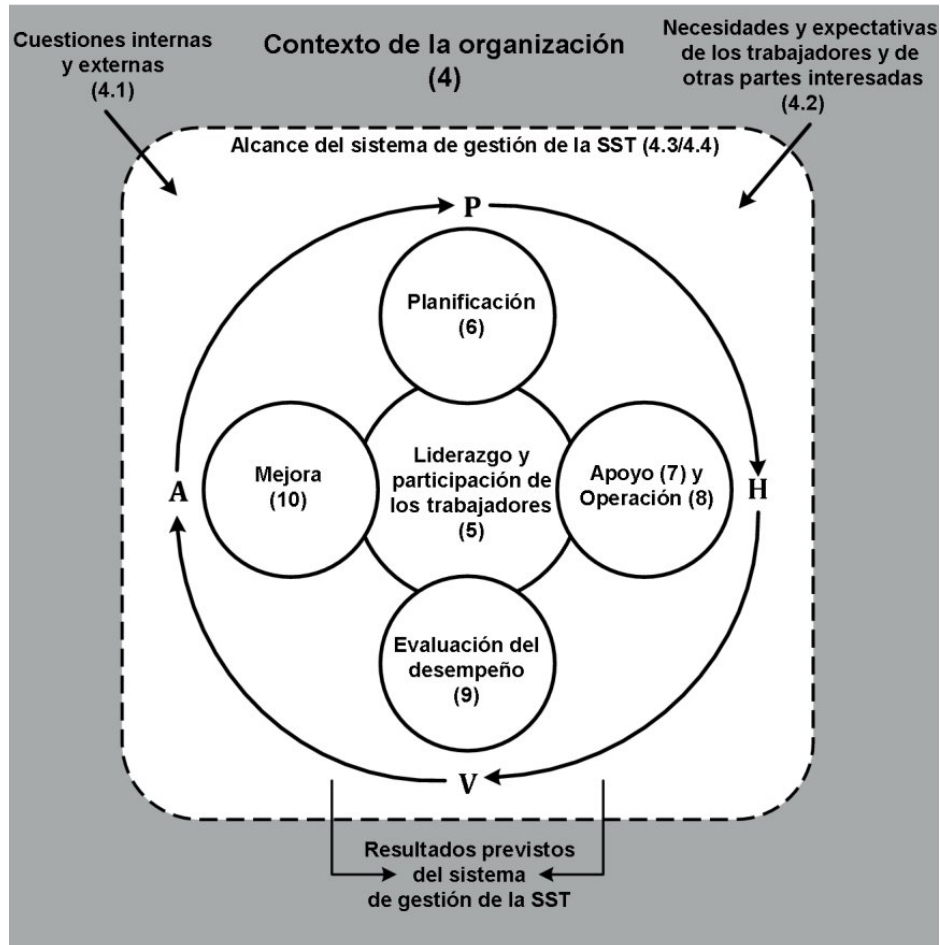 Cuestiones internas
y externas
(4.1)
Contexto de la organización
(4)
Necesidades y expectativas
de los trabajadores y de
otras partes interesadas
(4.2)
Alcance del sistema de gestión de la SST (4.3/4.4)
P
Planificación
(6)
A
Mejora
(10)
Liderazgo y
participación de
los trabajadores
(5)
Apoyo (7) y
Operación (8)
H
Evaluación del
desempeño
(9)
V
Resultados previstos
del sistema
de gestión de la SST